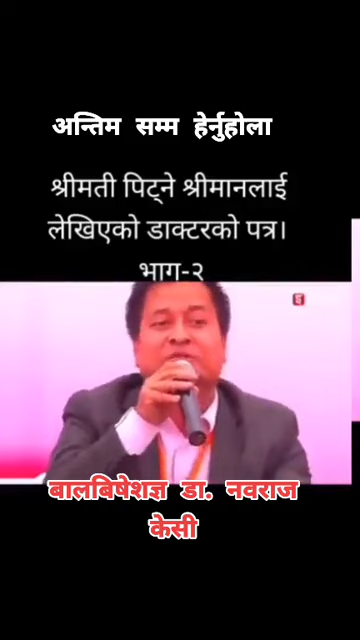 अन्तिम सम्म हेर्नुहोला
श्रीमती पिट्ने श्रीमानलाई
लेखिएको डाक्टरको पत्र।
भाग-२
बालबिषेशज्ञ डा. नवराज
केसी